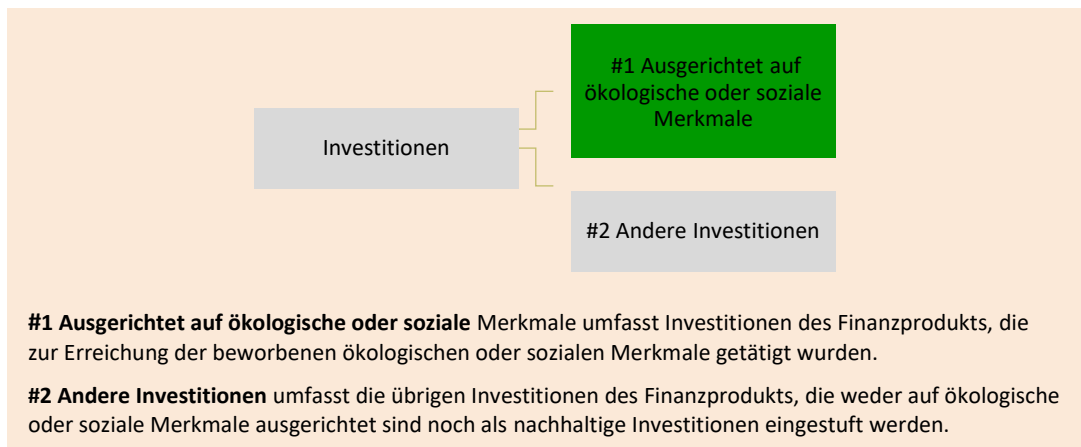 #1 Ausgerichtet auf
ökologische oder soziale
Merkmale
Investitionen
#2 Andere Investitionen
#1 Ausgerichtet auf ökologische oder soziale Merkmale umfasst Investitionen des Finanzprodukts, die
zur Erreichung der beworbenen ökologischen oder sozialen Merkmale getätigt wurden.
#2 Andere Investitionen umfasst die übrigen Investitionen des Finanzprodukts, die weder auf ökologische
oder soziale Merkmale ausgerichtet sind noch als nachhaltige Investitionen eingestuft werden.